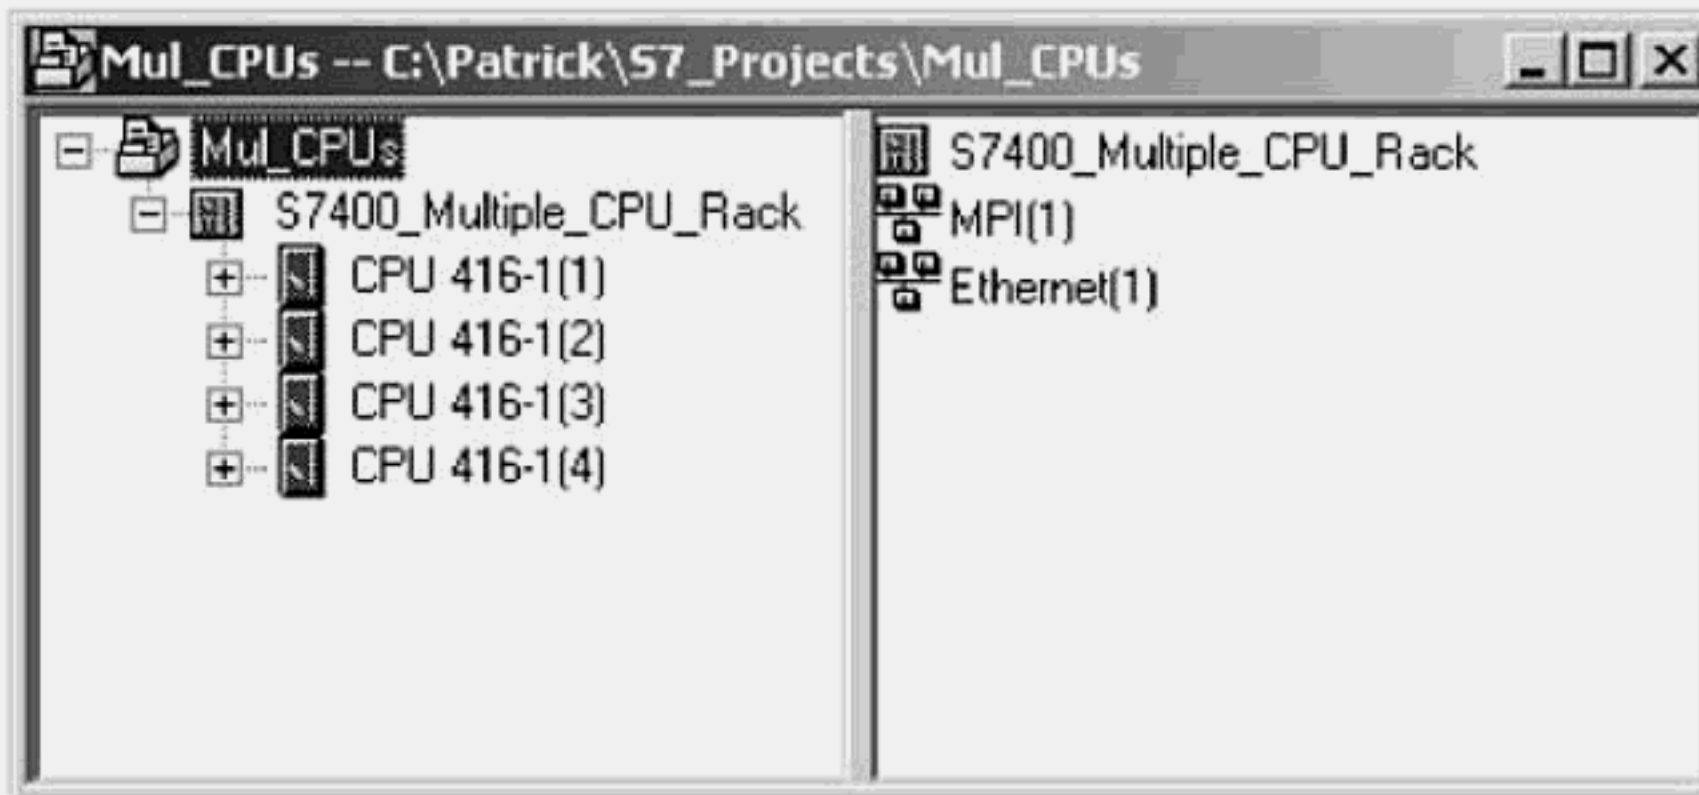 Mul_CPUs -- C:\Patrick\S7_Projects\Mul_CPUs
Mul_CPUs
S7400_Multiple_CPU_Rack
CPU 416-1(1)
CPU 416-1(2)
CPU 416-1(3)
CPU 416-1(4)
S7400_Multiple_CPU_Rack
MPI(1)
Ethernet(1)